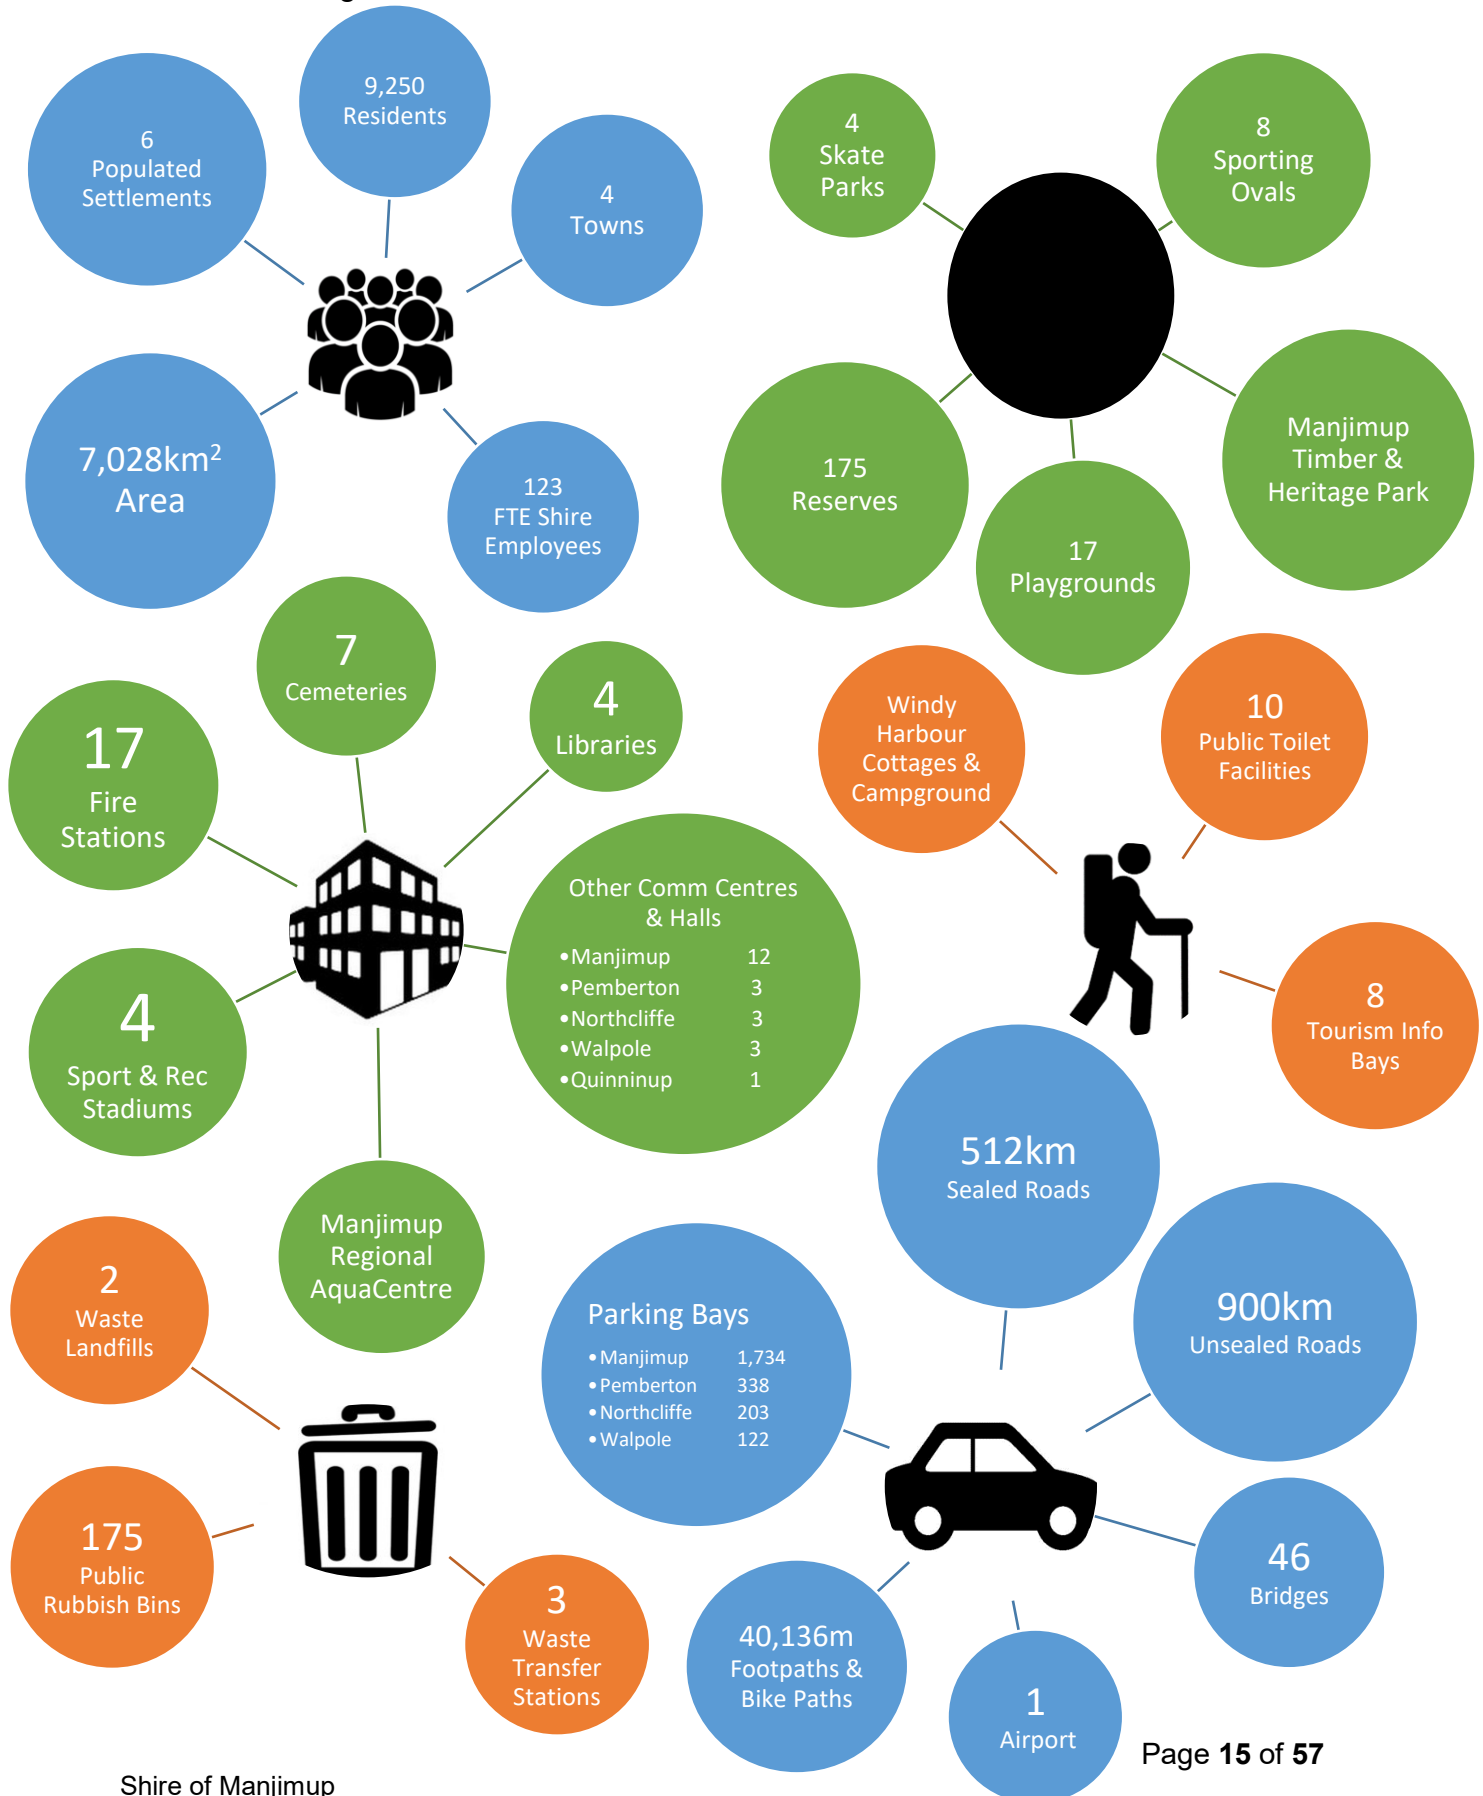 9,250
Residents
6
Populated
Settlements
4
Towns
7,028km²
Area
123
FTE Shire
Employees
4
Skate
Parks
8
Sporting
Ovals
175
Reserves
Manjimup
Timber &
Heritage Park
17
Playgrounds
7
Cemeteries
4
Libraries
17
Fire
Stations
Other Comm Centres
& Halls
•Manjimup 12
•Pemberton 3
•Northcliffe 3
•Walpole 3
•Quinninup 1
4
Sport & Rec
Stadiums
Manjimup
Regional
AquaCentre
Windy
Harbour
Cottages &
Campground
10
Public Toilet
Facilities
8
Tourism Info
Bays
2
Waste
Landfills
175
Public
Rubbish Bins
3
Waste
Transfer
Stations
512km
Sealed Roads
900km
Unsealed Roads
Parking Bays
•Manjimup 1,734
•Pemberton 338
•Northcliffe 203
•Walpole 122
46
Bridges
40,136m
Footpaths &
Bike Paths
1
Airport
Page 15 of 57
Shire of Manjimup